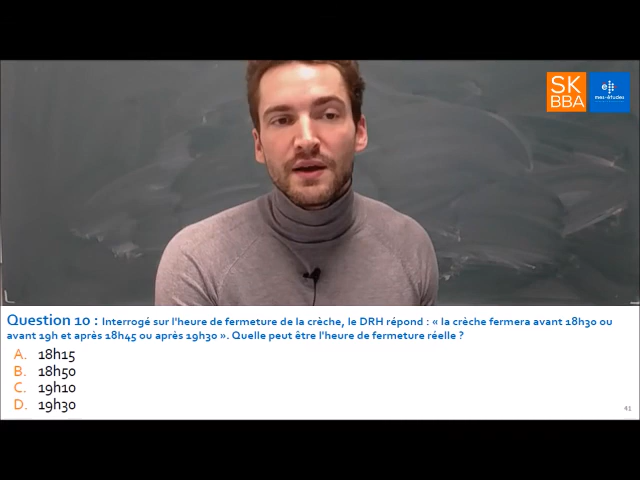 SK
BBA
mes-études
Question 10 : Interrogé sur l'heure de fermeture de la crèche, le DRH répond : « la crèche fermera avant 18h30 ou
avant 19h et après 18h45 ou après 19h30 ». Quelle peut être l'heure de fermeture réelle ?
A. 18h15
B. 18h50
C. 19h10
D. 19h30
41